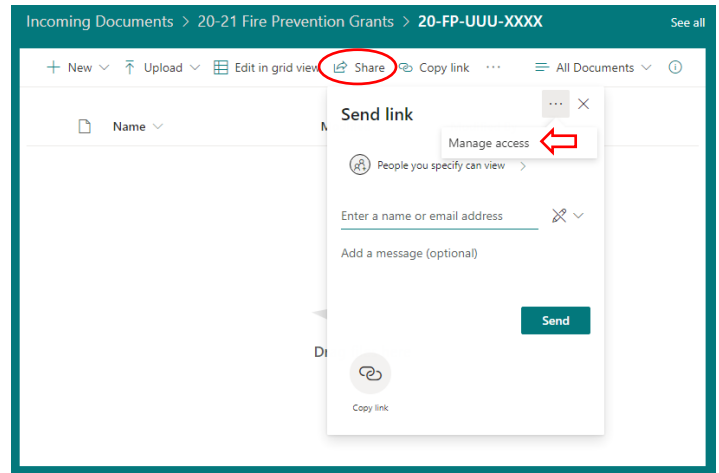 Incoming Documents > 20-21 Fire Prevention Grants > 20-FP-UUU-XXXX See all
New Upload Edit in grid view Share Copy link ··· All Documents
Send link ···
Name
Manage access
People you specify can view
Enter a name or email address
Add a message (optional)
Send
Copy link